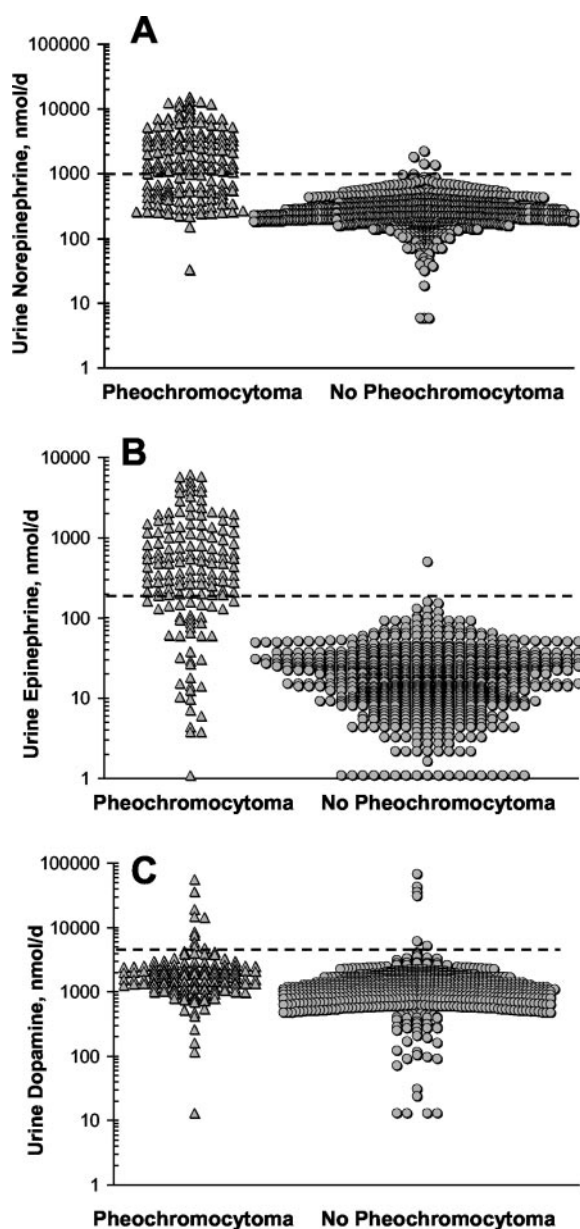 A
Urine Norepinephrine, nmol/d
100000
10000
1000
100
10
1
Pheochromocytoma No Pheochromocytoma
B
Urine Epinephrine, nmol/d
10000
1000
100
10
1
Pheochromocytoma No Pheochromocytoma
C
Urine Dopamine, nmol/d
100000
10000
1000
100
10
1
Pheochromocytoma No Pheochromocytoma